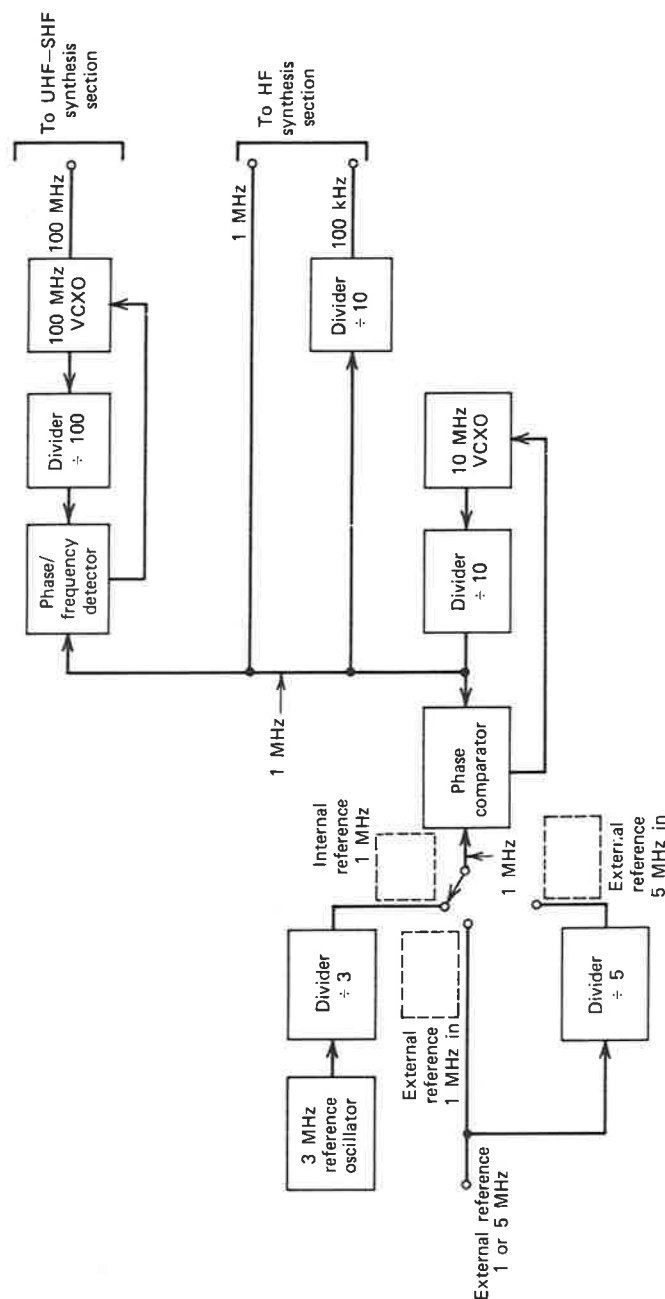 To UHF–SHF
synthesis
section
100 MHz
100 MHz
VCXO
Divider
÷ 100
Phase/
frequency
detector
To HF
synthesis
section
1 MHz
100 kHz
Divider
÷ 10
1 MHz
10 MHz
VCXO
Divider
÷ 10
Phase
comparator
Internal
reference
1 MHz
1 MHz
External
reference
5 MHz in
Divider
÷ 3
3 MHz
reference
oscillator
External
reference
1 MHz in
Divider
÷ 5
External reference
1 or 5 MHz